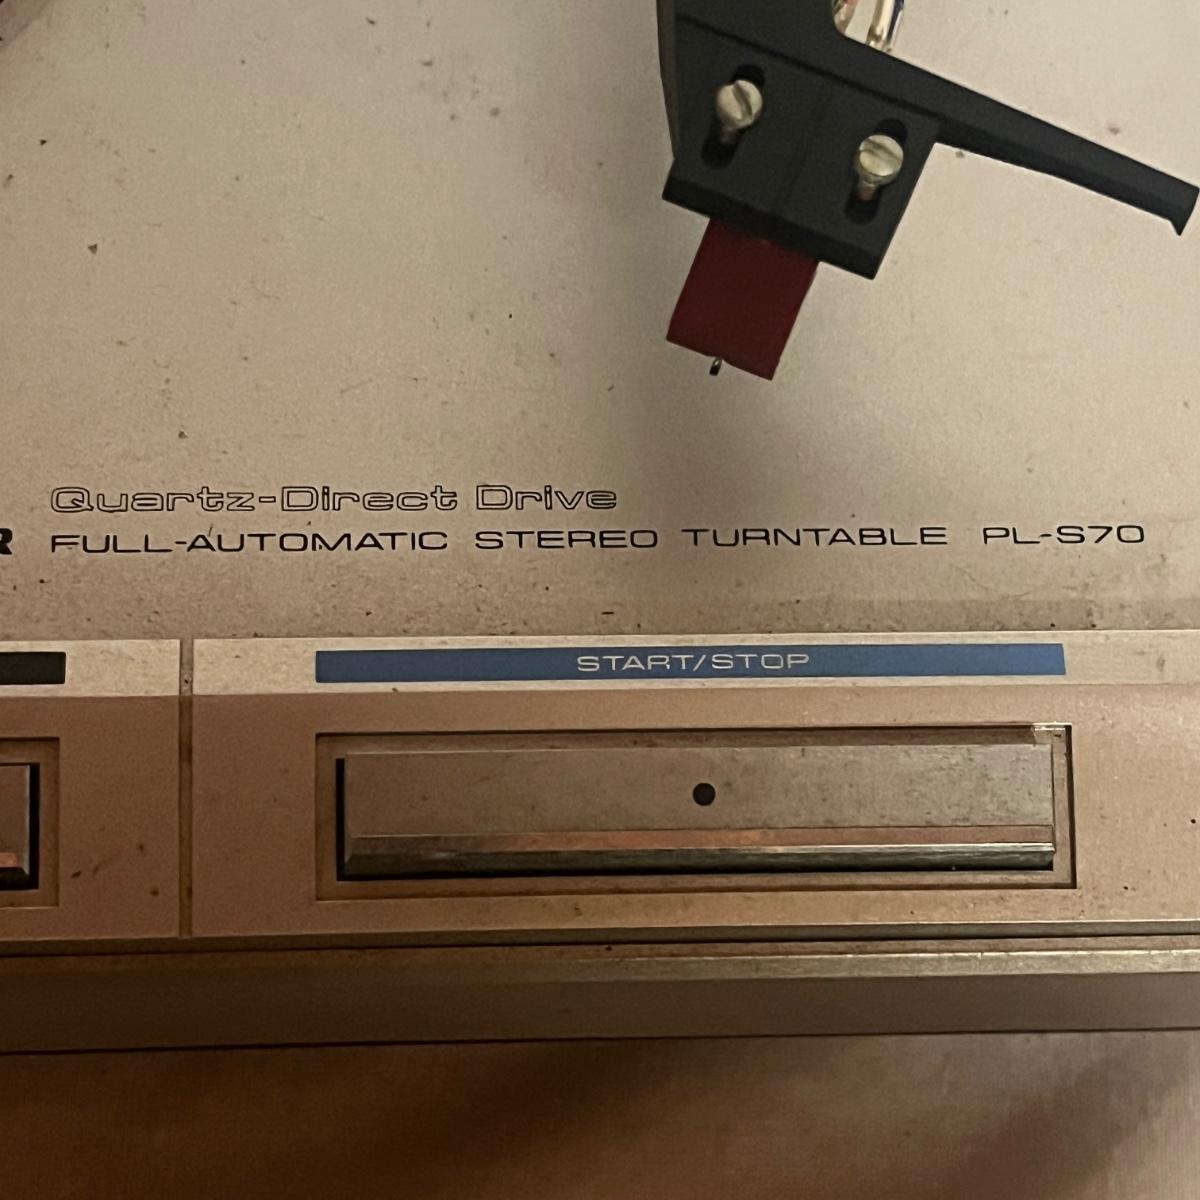 Quartz-Direct Drive
R FULL-AUTOMATIC STEREO TURNTABLE PL-S70
START/STOP